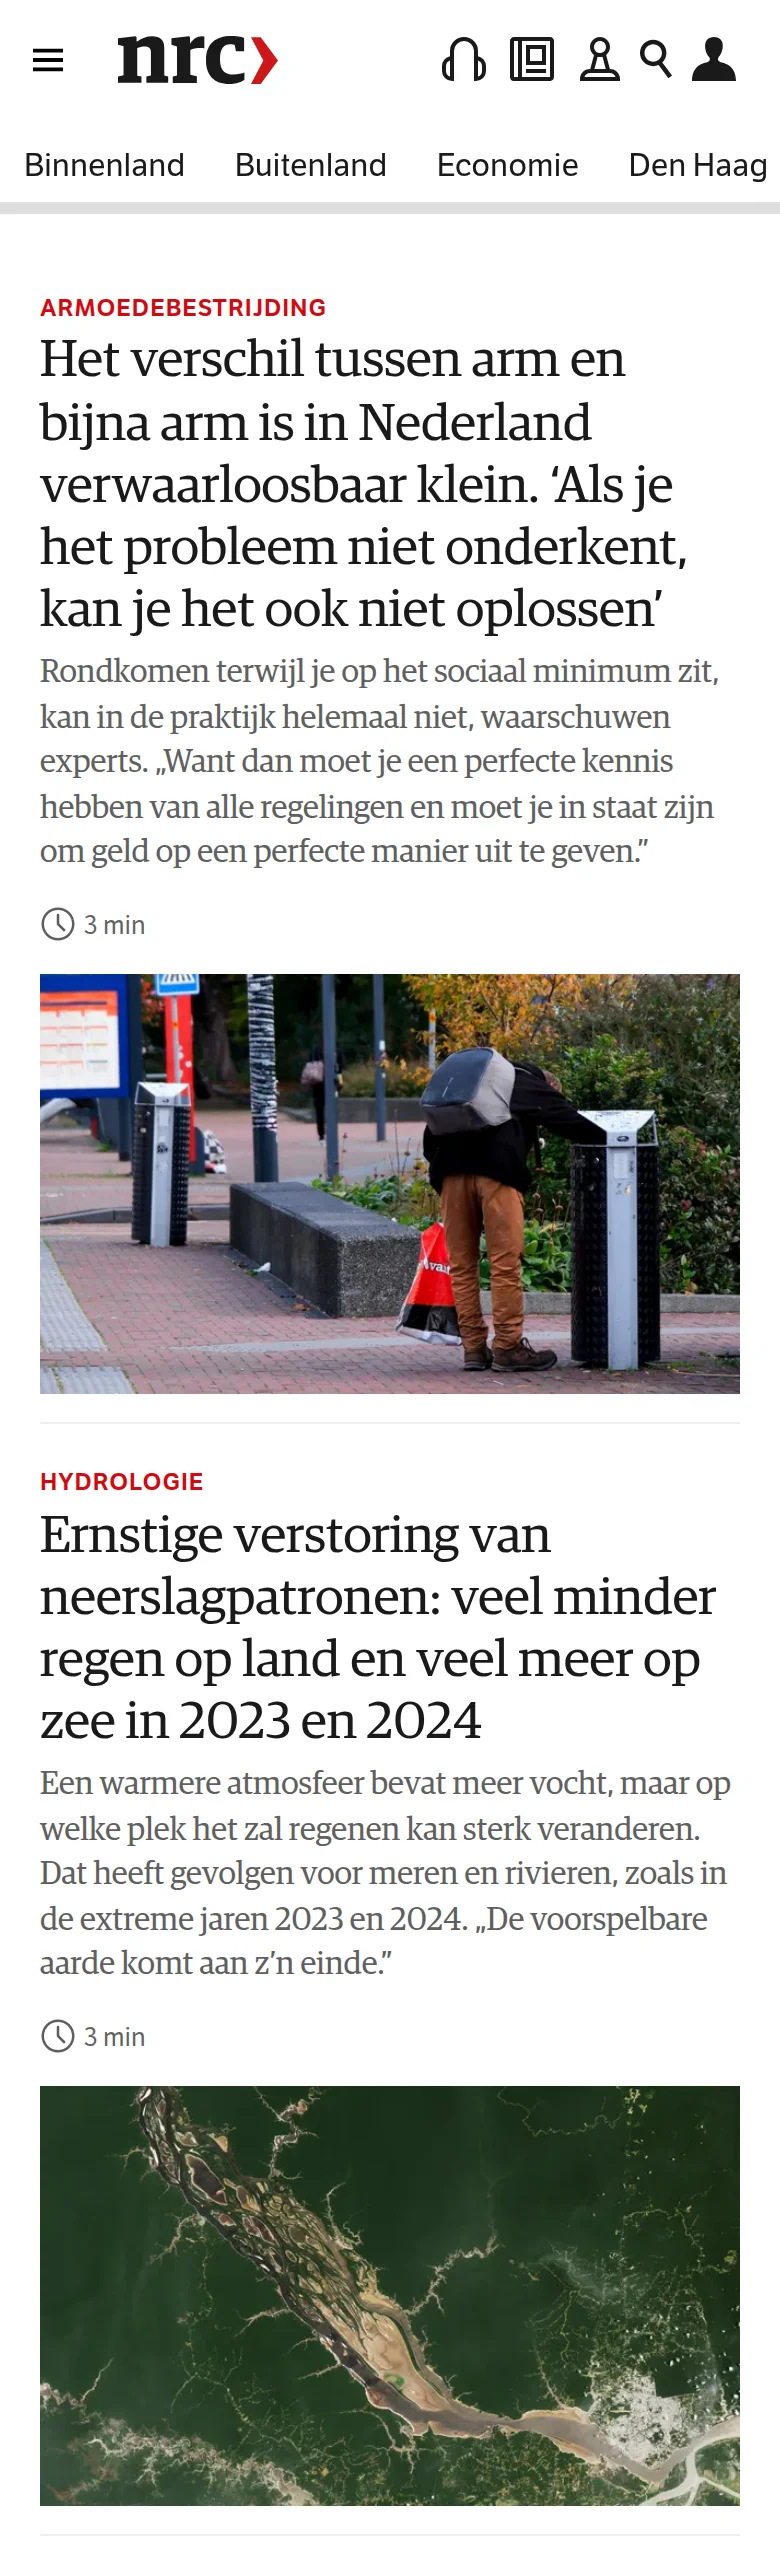 nrc
Binnenland Buitenland Economie Den Haag
ARMOEDEBESTRIJDING
Het verschil tussen arm en
bijna arm is in Nederland
verwaarloosbaar klein. ‘Als je
het probleem niet onderkent,
kan je het ook niet oplossen’
Rondkomen terwijl je op het sociaal minimum zit,
kan in de praktijk helemaal niet, waarschuwen
experts. „Want dan moet je een perfecte kennis
hebben van alle regelingen en moet je in staat zijn
om geld op een perfecte manier uit te geven.”
3 min
HYDROLOGIE
Ernstige verstoring van
neerslagpatronen: veel minder
regen op land en veel meer op
zee in 2023 en 2024
Een warmere atmosfeer bevat meer vocht, maar op
welke plek het zal regenen kan sterk veranderen.
Dat heeft gevolgen voor meren en rivieren, zoals in
de extreme jaren 2023 en 2024. „De voorspelbare
aarde komt aan z’n einde.”
3 min